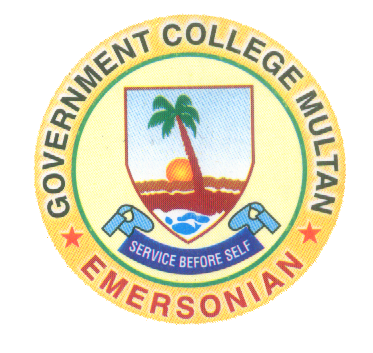 GOVERNMENT COLLEGE MULTAN
SERVICE BEFORE SELF
EMERSONIAN